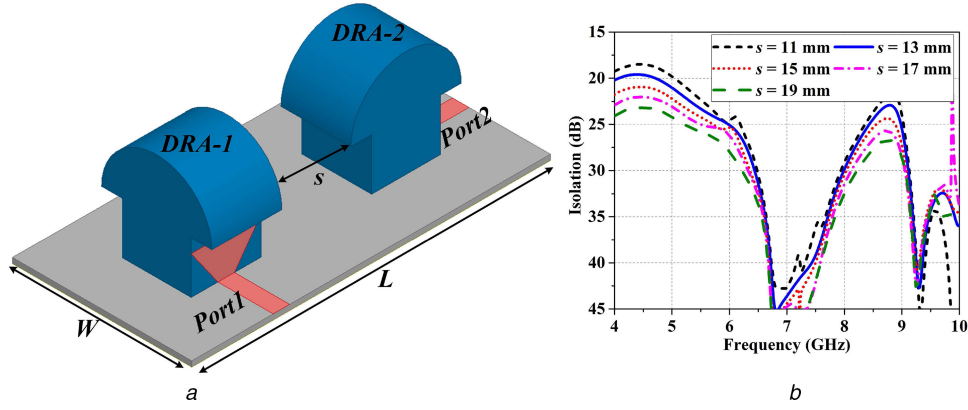 DRA-1
DRA-2
s
Port1
Port2
W
L
a
s = 11 mm
s = 13 mm
s = 15 mm
s = 17 mm
s = 19 mm
Isolation (dB)
15
20
25
30
35
40
45
4
5
6
7
8
9
10
Frequency (GHz)
b